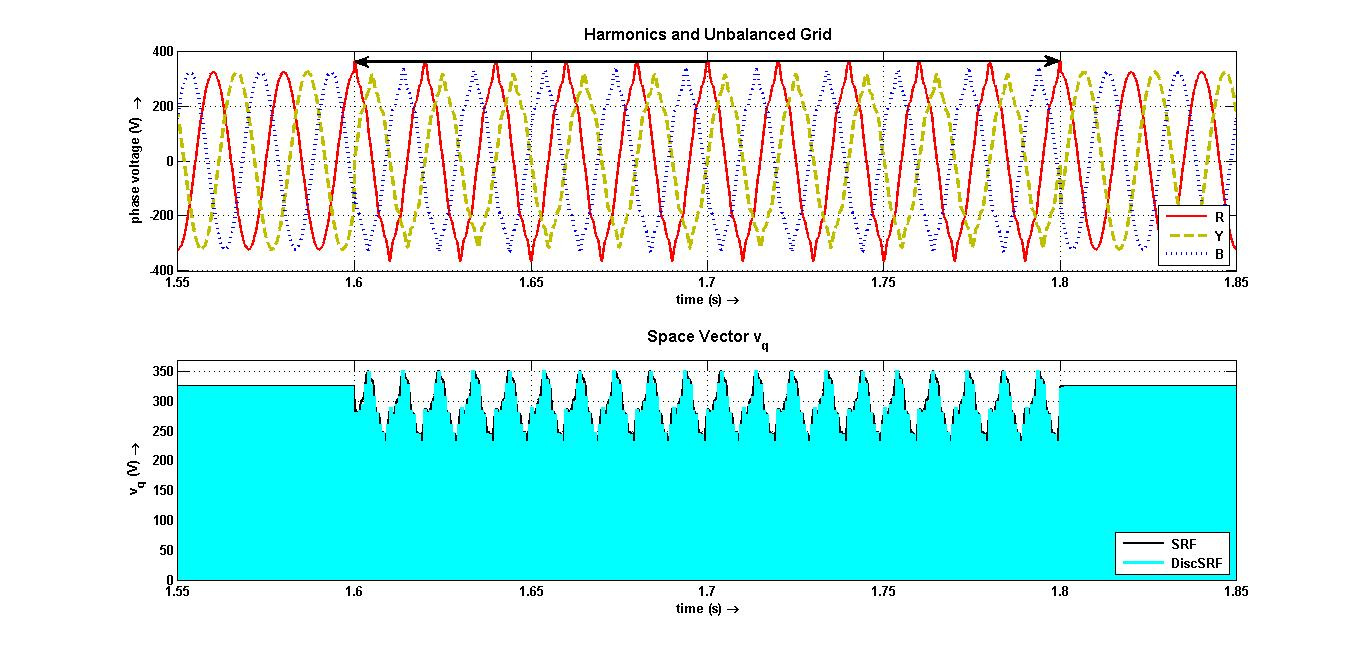 Harmonics and Unbalanced Grid
phase voltage (V) →
400
200
0
-200
-400
R
Y
B
1.55 1.6 1.65 1.7 1.75 1.8 1.85
time (s) →
Space Vector v_q
v_q (V) →
350
300
250
200
150
100
50
0
SRF
DiscSRF
1.55 1.6 1.65 1.7 1.75 1.8 1.85
time (s) →